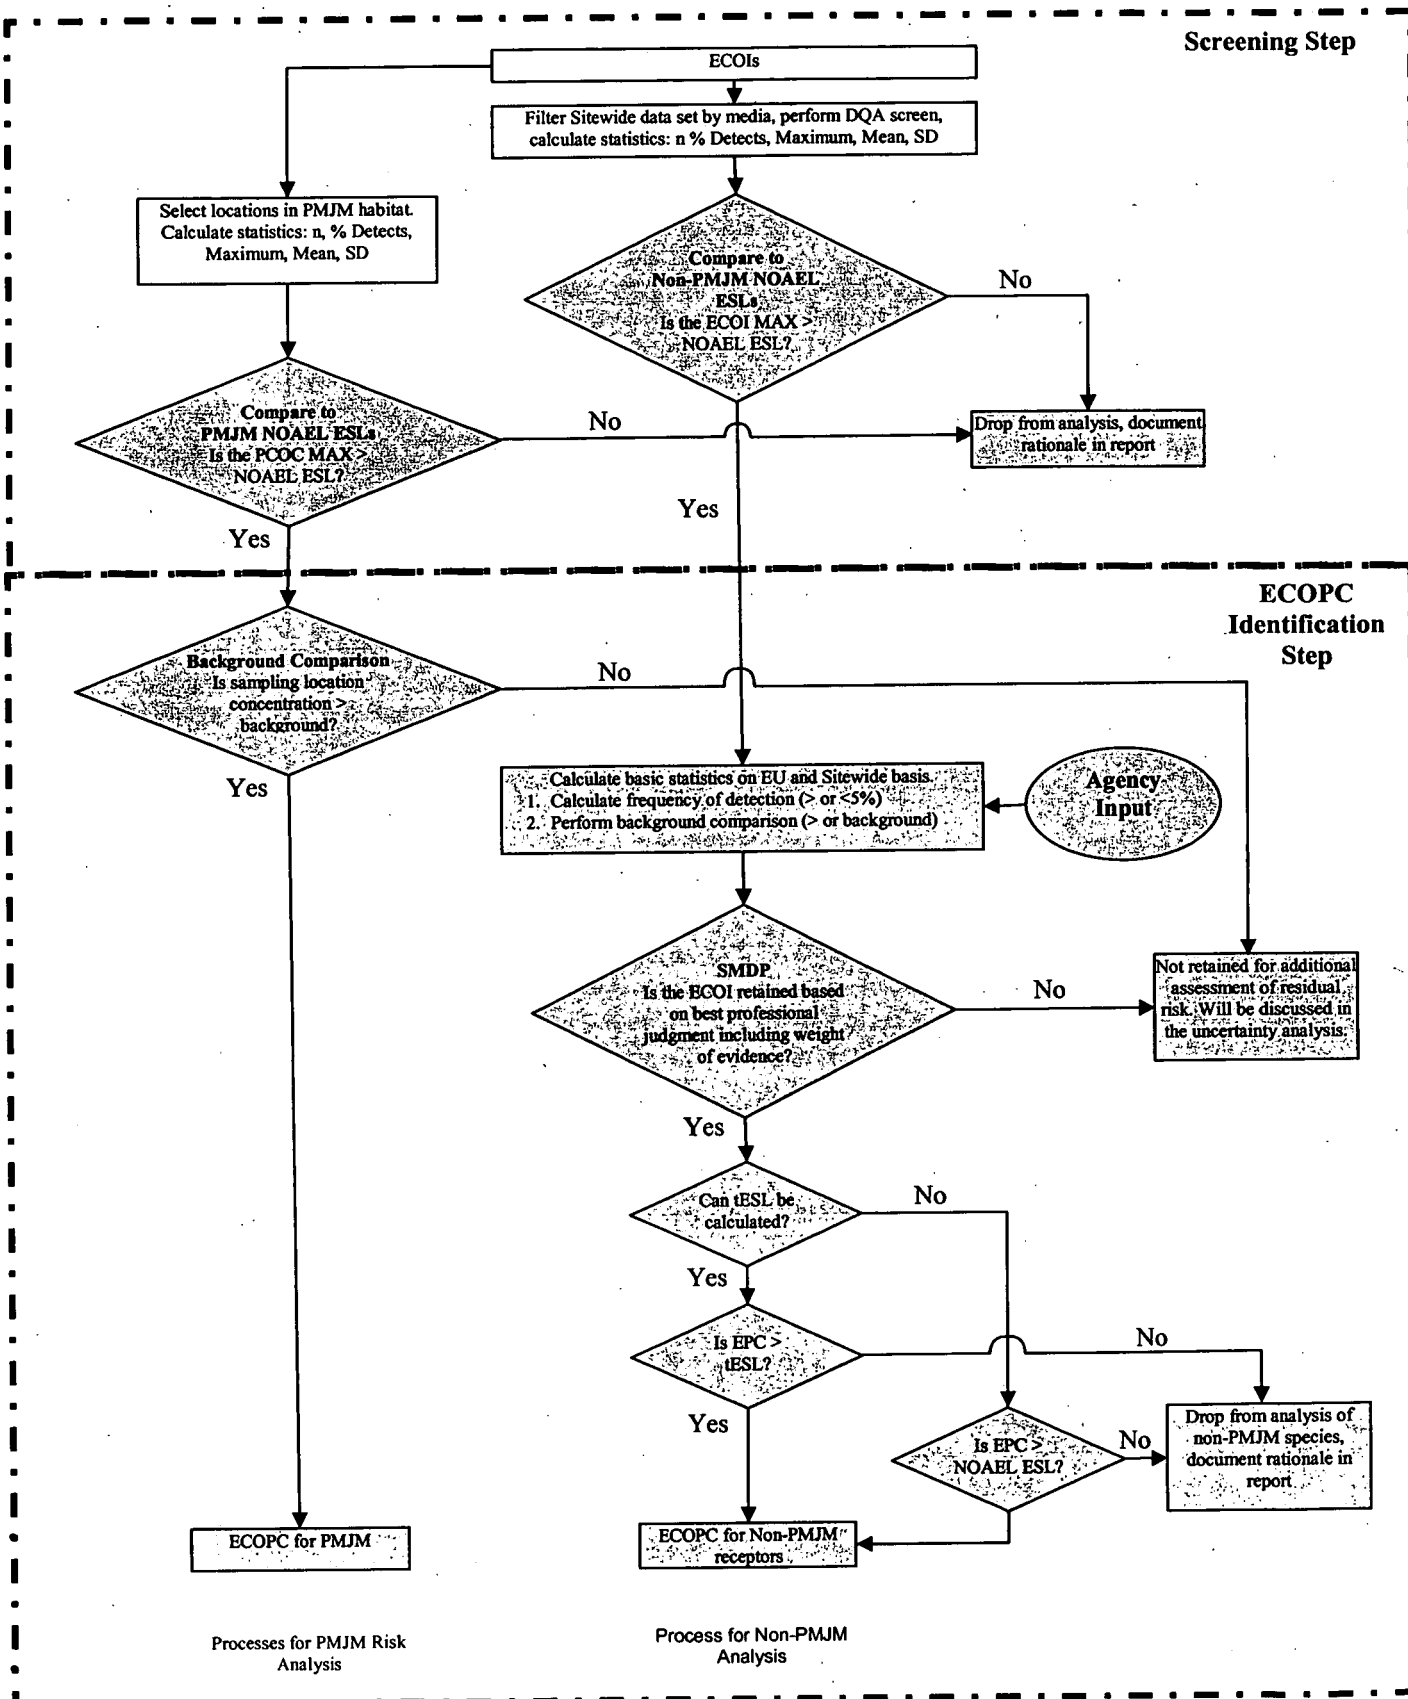 Screening Step
ECOIs
Filter Sitewide data set by media, perform DQA screen,
calculate statistics: n % Detects, Maximum, Mean, SD
Select locations in PMJM habitat.
Calculate statistics: n, % Detects,
Maximum, Mean, SD
Compare to
Non-PMJM NOAEL
ESLs
Is the ECOI MAX >
NOAEL ESL?
No
Compare to
PMJM NOAEL ESLs
Is the PCOC MAX >
NOAEL ESL?
No
Drop from analysis, document
rationale in report
Yes
Yes
ECOPC
Identification
Step
Background Comparison
Is sampling location
concentration >
background?
No
Yes
Calculate basic statistics on EU and Sitewide basis.
1. Calculate frequency of detection (> or <5%)
2. Perform background comparison (> or background)
Agency
Input
SMDP
Is the ECOI retained based
on best professional
judgment including weight
of evidence?
No
Not retained for additional
assessment of residual
risk. Will be discussed in
the uncertainty analysis.
Yes
Can tESL be
calculated?
No
Yes
Is EPC >
tESL?
No
Yes
Is EPC >
NOAEL ESL?
No
Drop from analysis of
non-PMJM species,
document rationale in
report
ECOPC for PMJM
ECOPC for Non-PMJM
receptors
Processes for PMJM Risk
Analysis
Process for Non-PMJM
Analysis